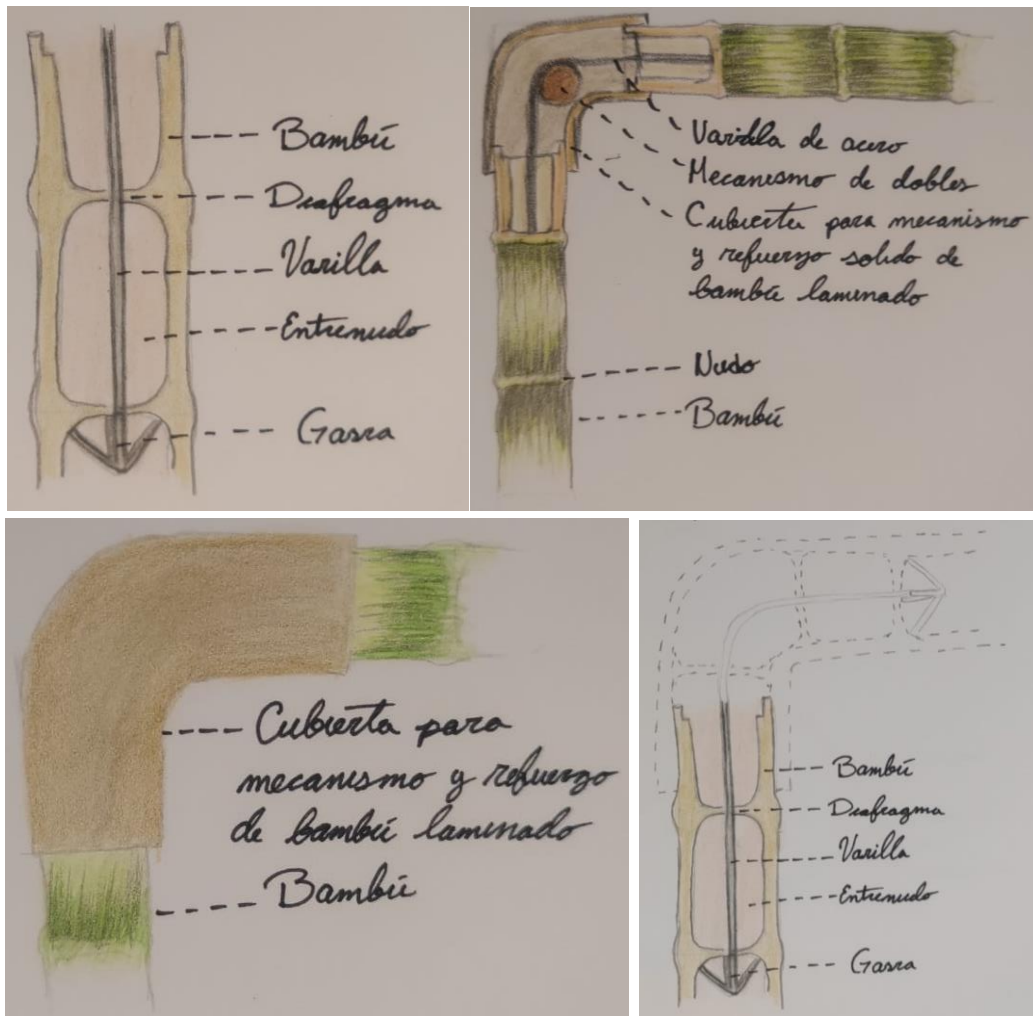 Bambú
Diafragma
Varilla
Entrenudo
Garra
Varilla de acero
Mecanismo de dobles
Cubierta para mecanismo
y refuerzo solido de
bambú laminado
Nudo
Bambú
Cubierta para
mecanismo y refuerzo
de bambú laminado
Bambú
Bambú
Diafragma
Varilla
Entrenudo
Garra